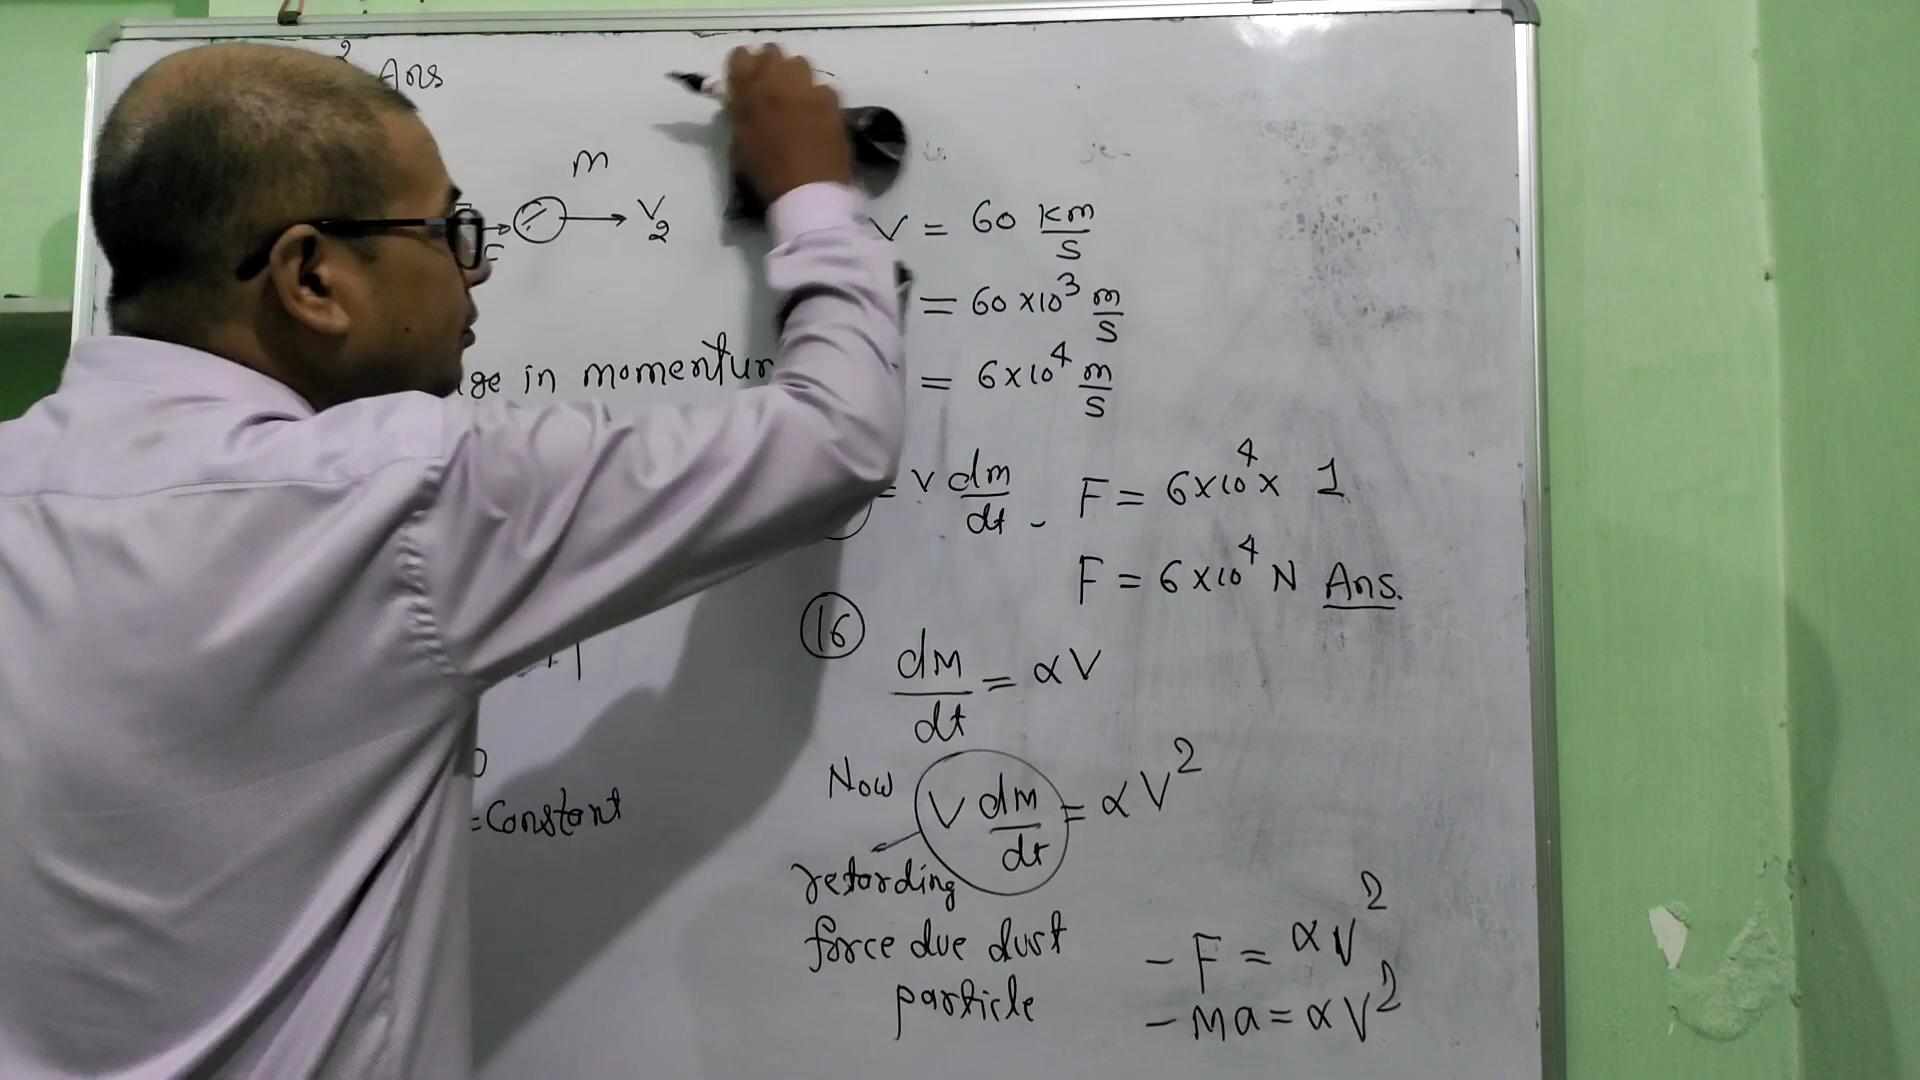 2 Ans
m
F
V2
V = 60 Km/S
= 60 ×10³ m/S
= 6×10⁴ m/S
in momentum
= V dm/dt - F = 6×10⁴× 1
F = 6×10⁴ N Ans.
16
dM/dt = αV
Now V dm/dt = αV²
= Constant
retarding
force due dust
particle
- F = αV²
- Ma = αV²